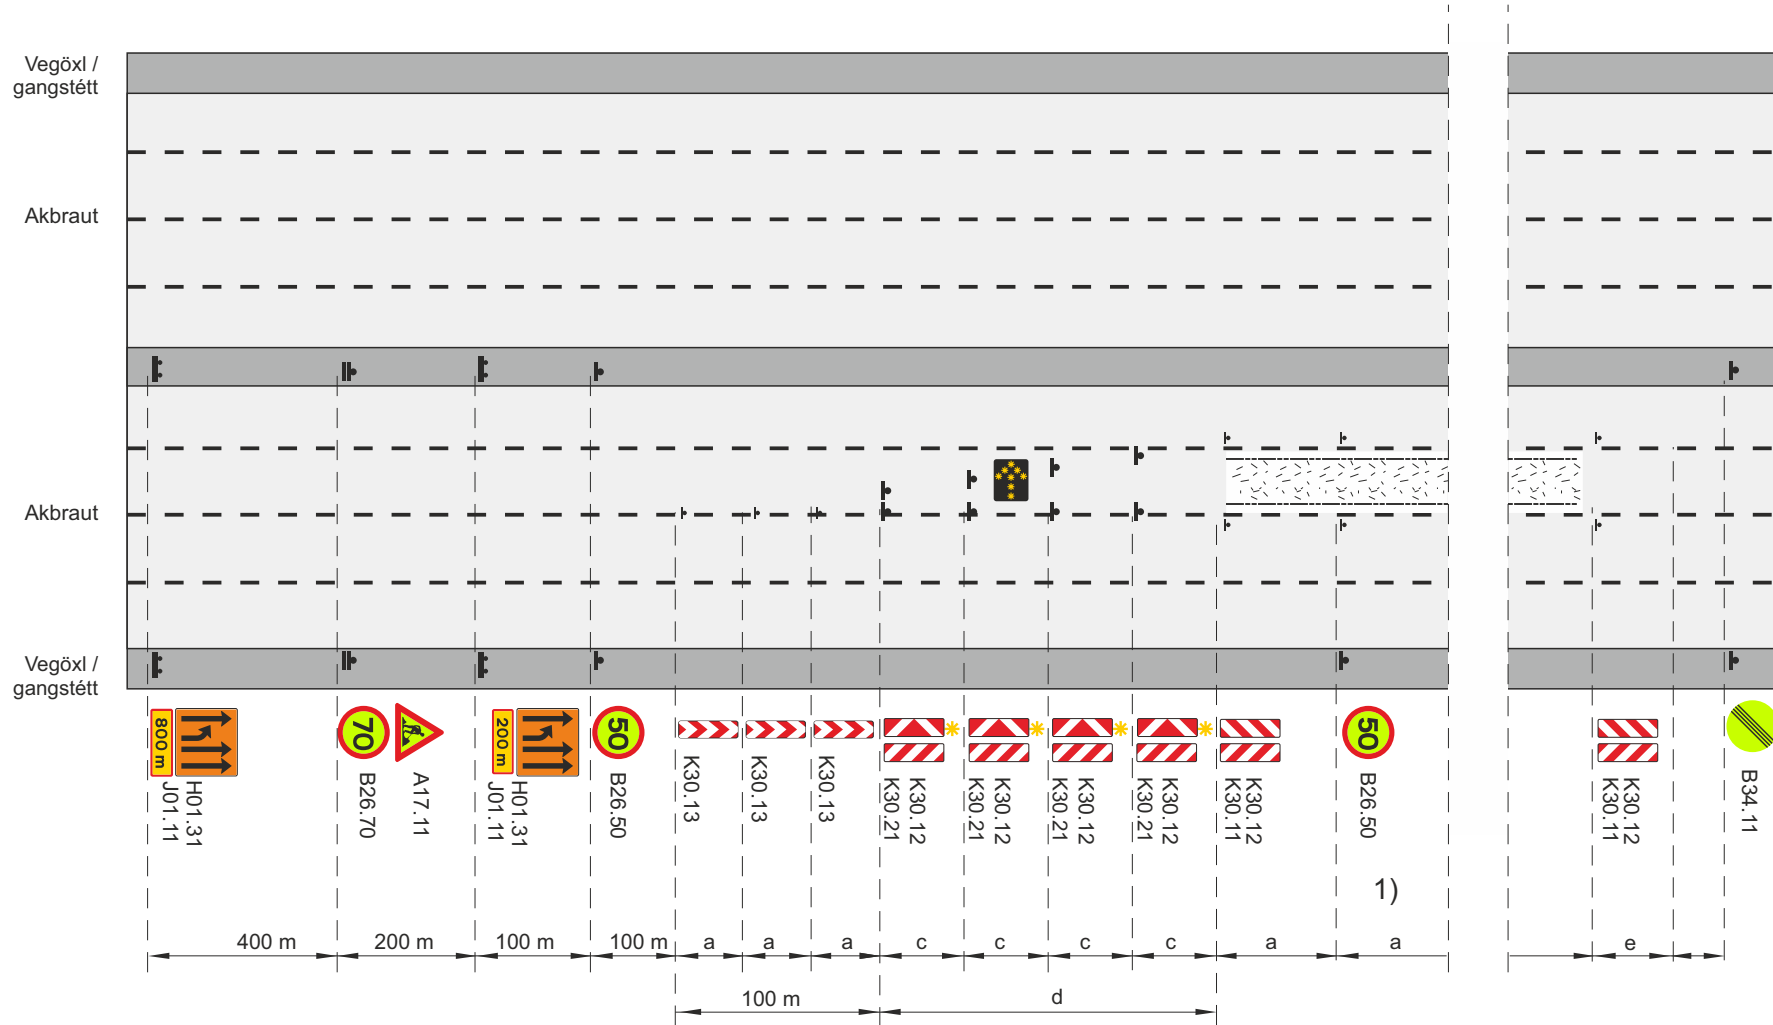 Vegöxl /
gangstétt
Akbraut
Akbraut
Vegöxl /
gangstétt
800 m
J01.11
H01.31
70
B26.70
A17.11
200 m
J01.11
H01.31
50
B26.50
K30.13
K30.13
K30.13
K30.21
K30.12
K30.21
K30.12
K30.21
K30.12
K30.21
K30.12
K30.11
K30.12
50
B26.50
K30.11
K30.12
B34.11
1)
400 m
200 m
100 m
100 m
a
a
a
c
c
c
c
a
a
e
100 m
d